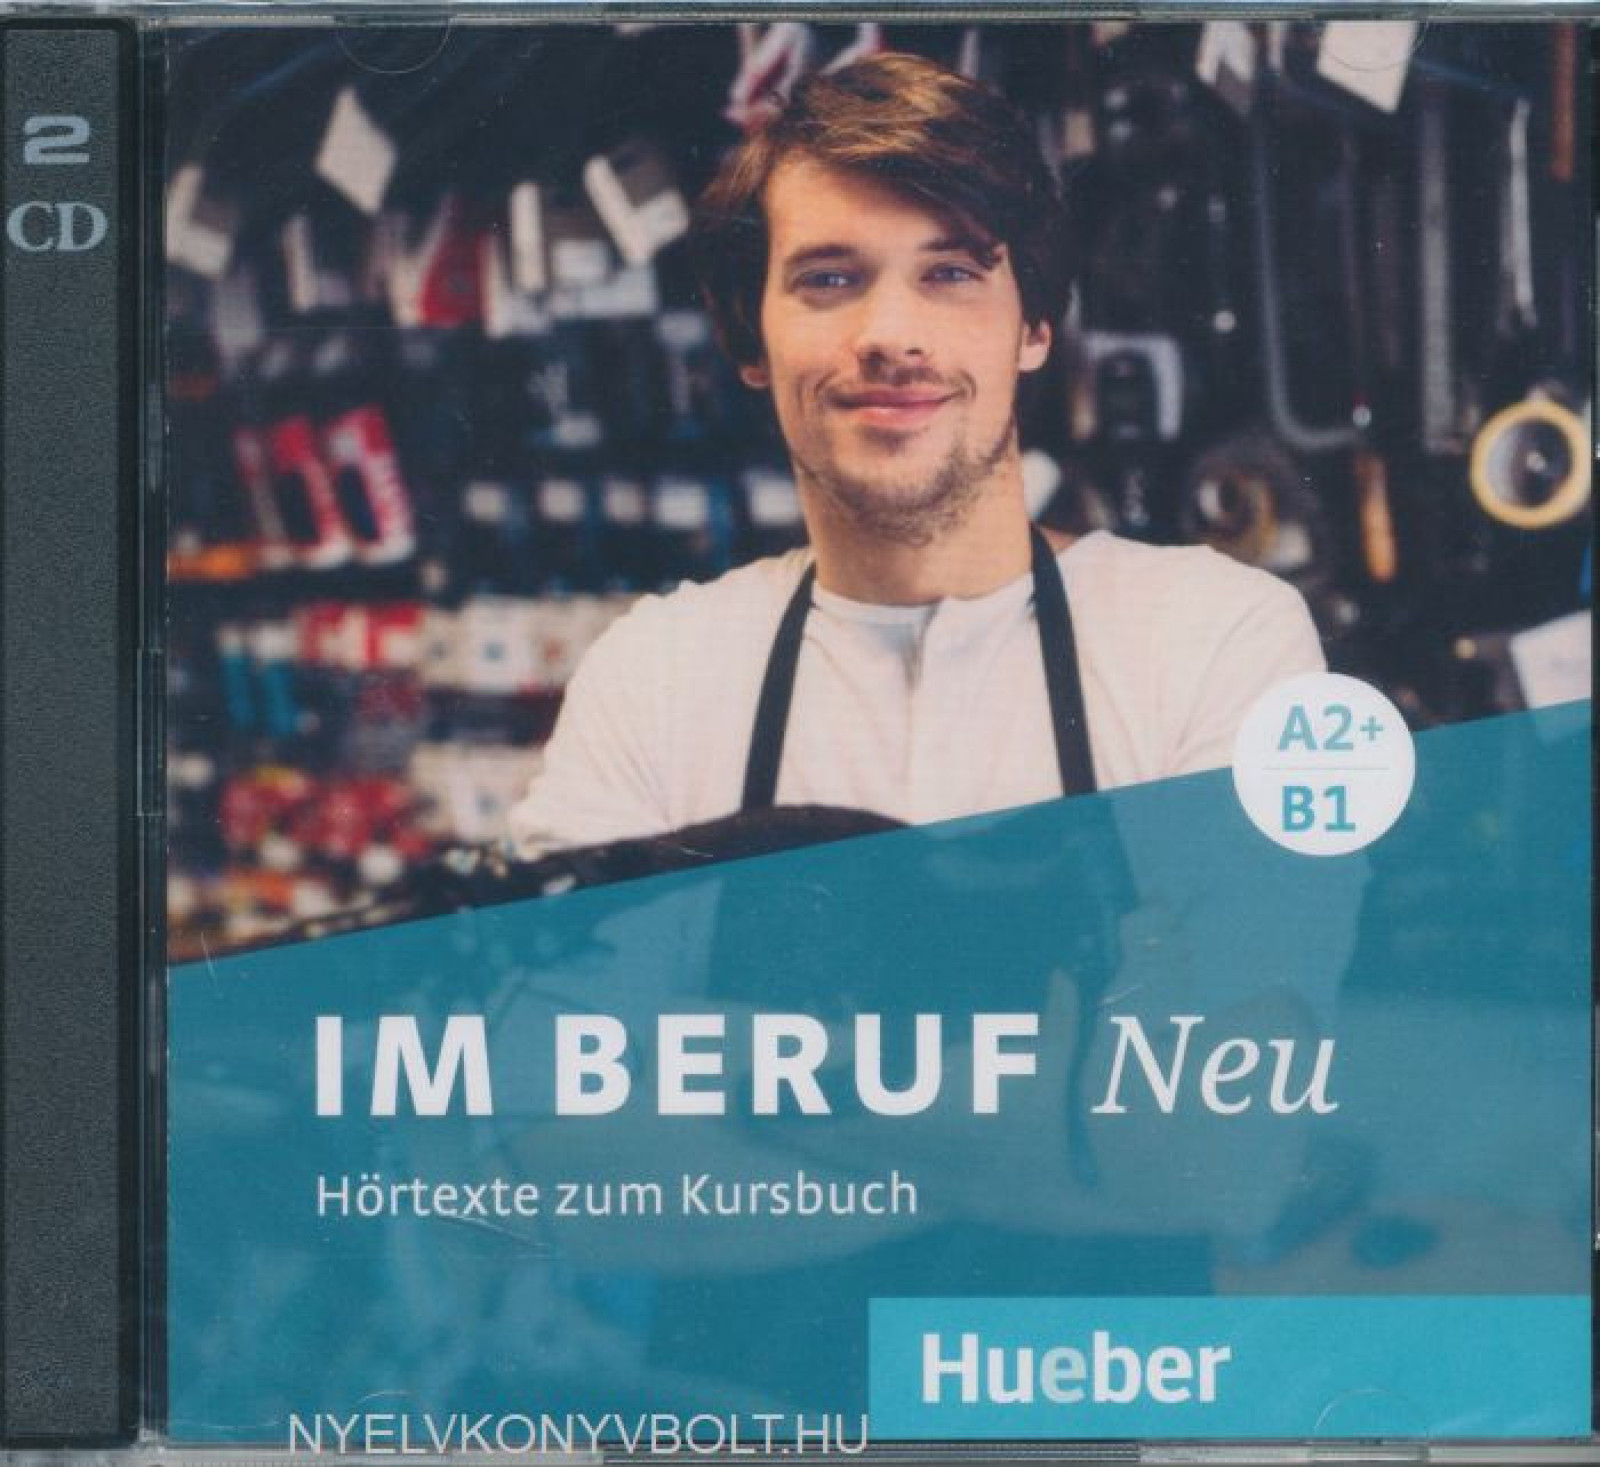 2
CD
A2+
B1
IM BERUF Neu
Hörtexte zum Kursbuch
Hueber
NYELVKONYVBOLT.HU